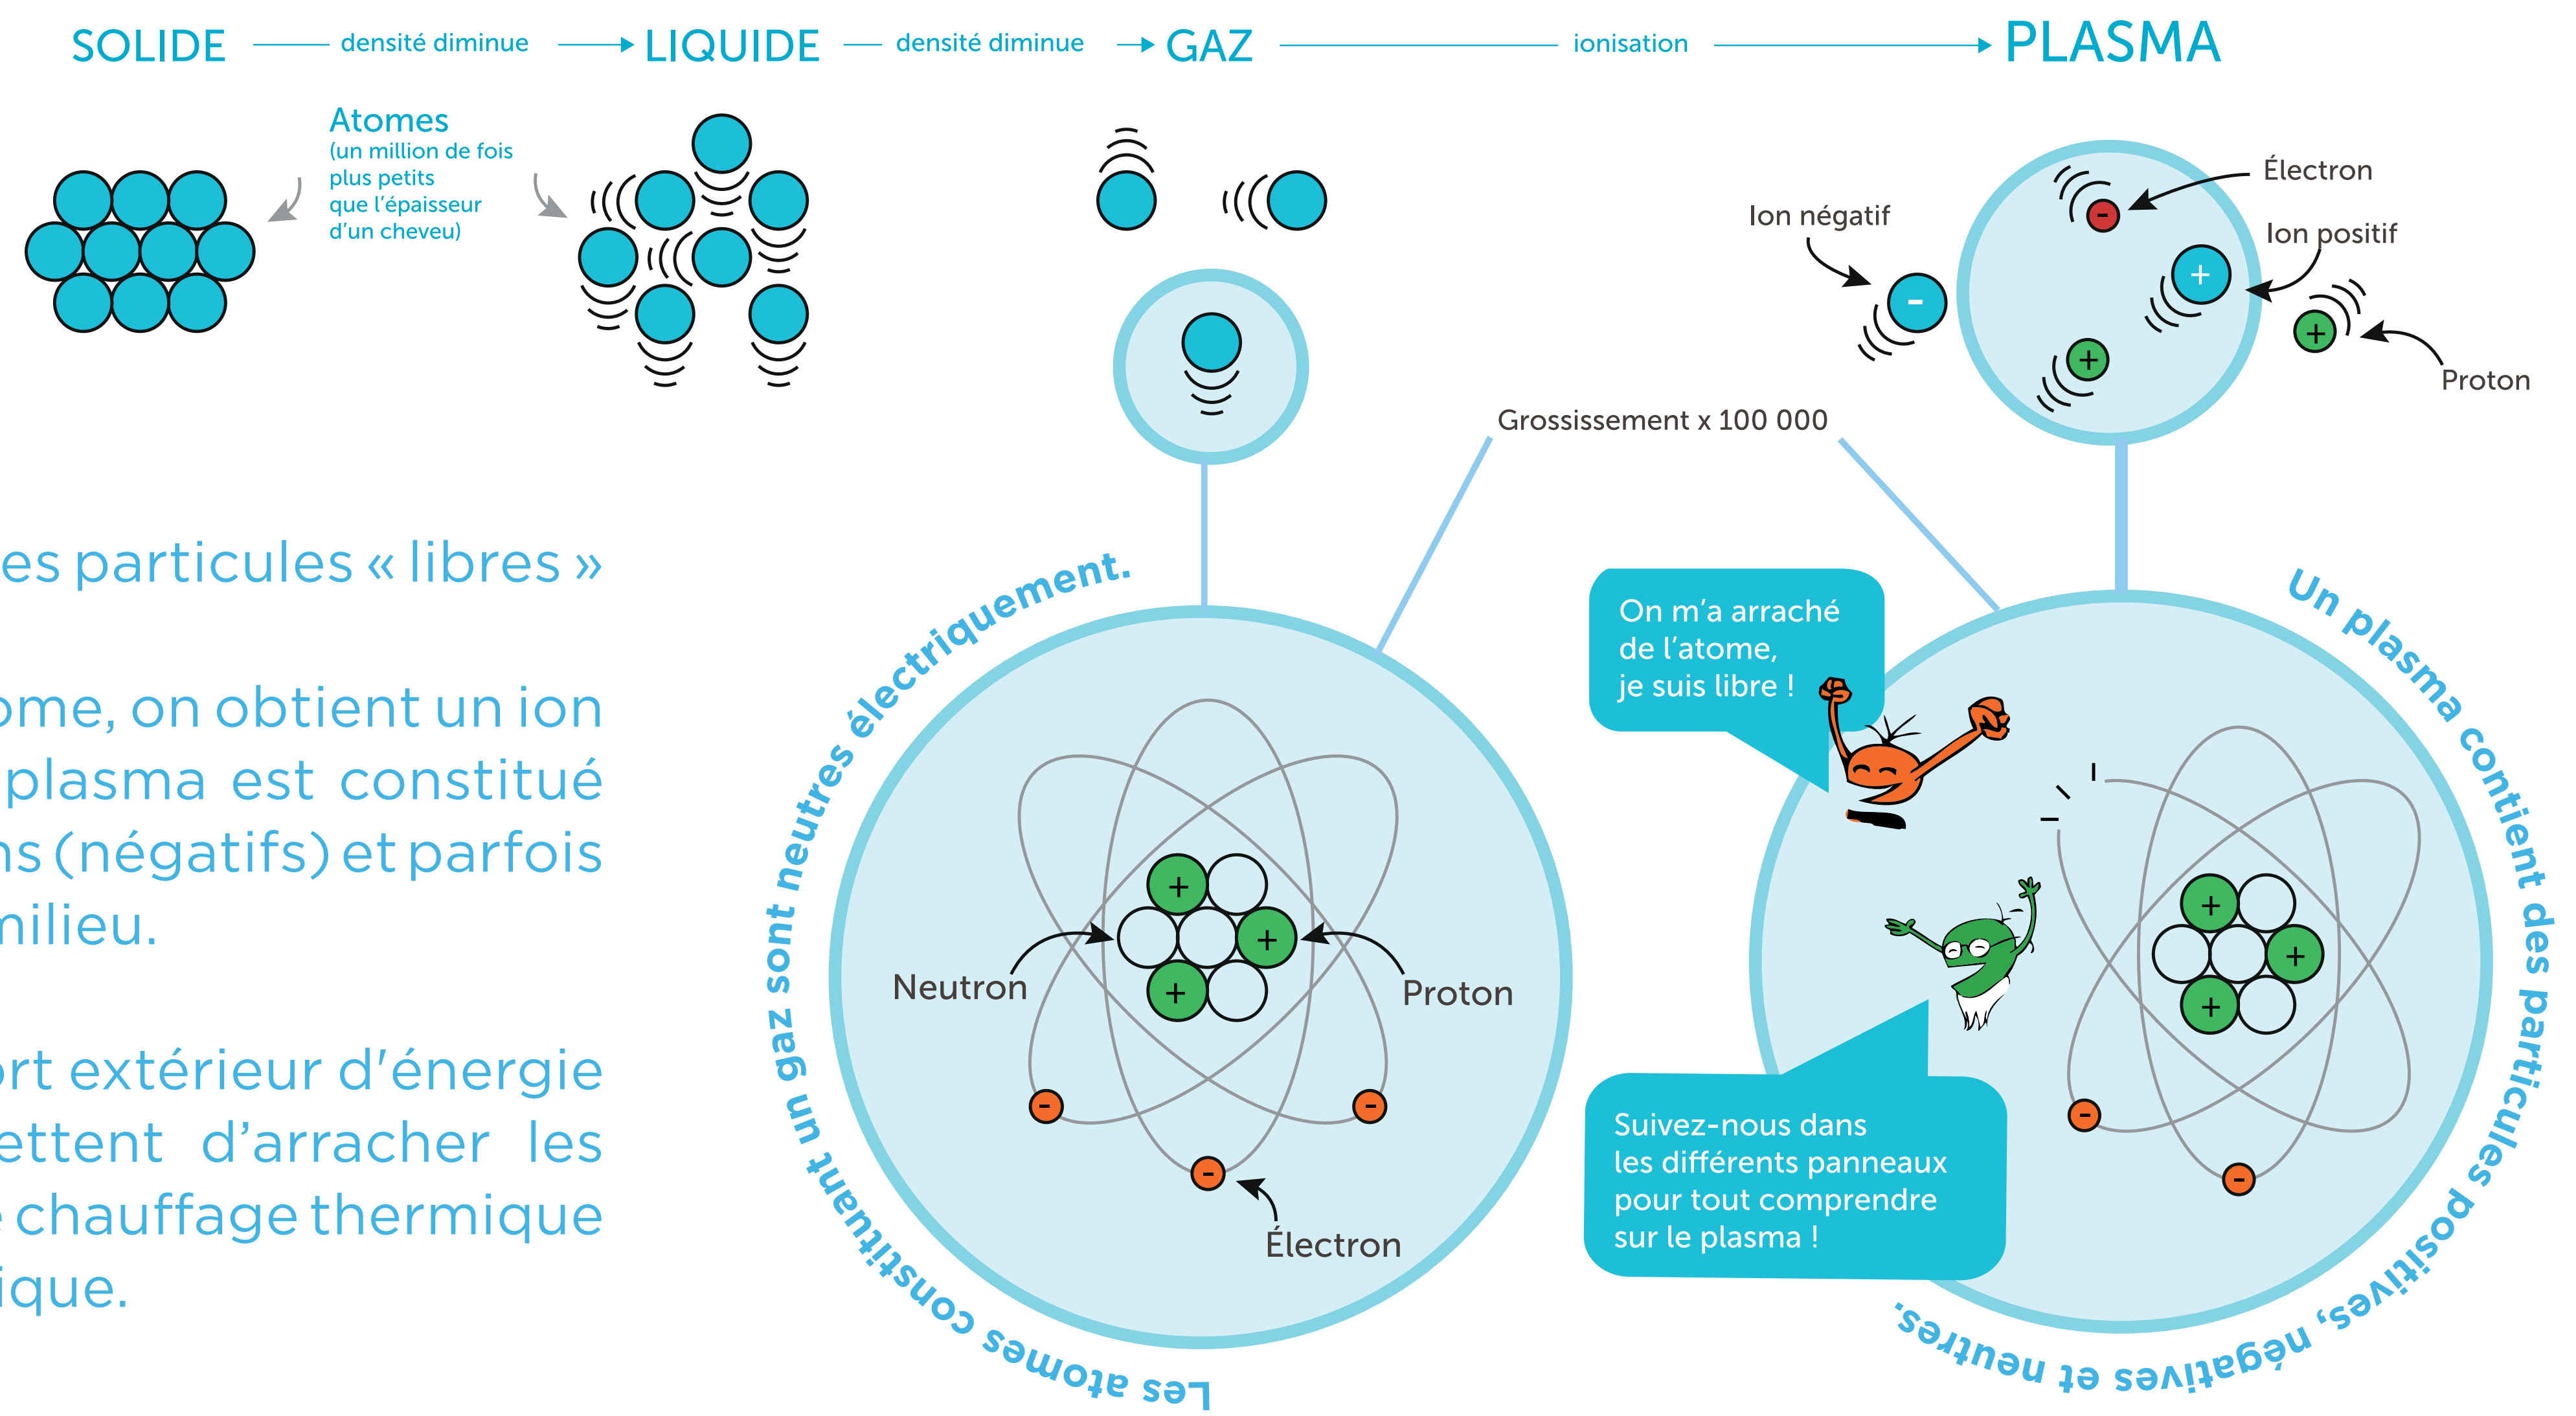 SOLIDE densité diminue LIQUIDE densité diminue GAZ ionisation PLASMA
Atomes
(un million de fois
plus petits
que l’épaisseur
d’un cheveu)
Électron
Ion négatif
Ion positif
Proton
Grossissement x 100 000
es particules « libres »
ome, on obtient un ion
plasma est constitué
ns (négatifs) et parfois
milieu.
ort extérieur d'énergie
ettent d’arracher les
e chauffage thermique
ique.
Les atomes constituant un gaz sont neutres électriquement.
+
+
+
Neutron
Proton
-
-
-
Électron
On m’a arraché
de l’atome,
je suis libre !
Un plasma contient des particules positives, négatives et neutres.
-
-
+
+
+
+
+
+
Suivez-nous dans
les différents panneaux
pour tout comprendre
sur le plasma !
-
-